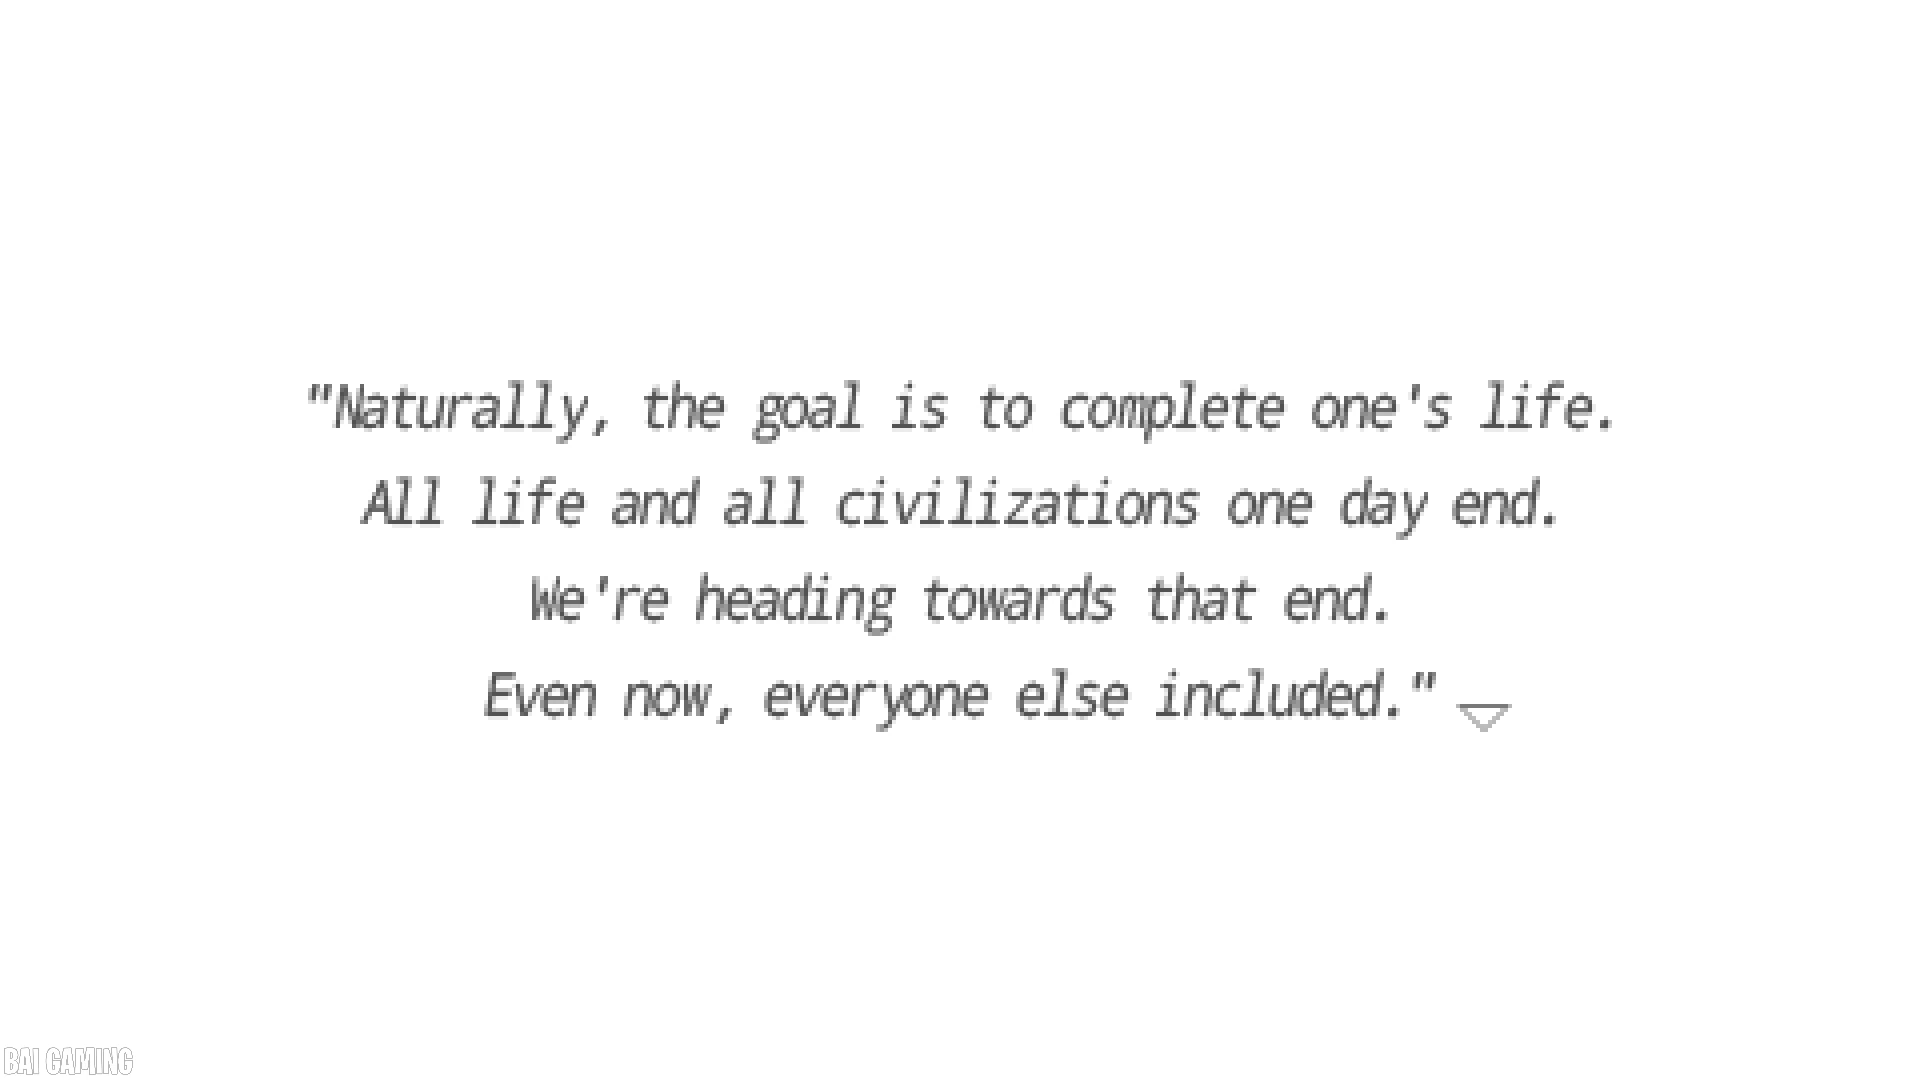 "Naturally, the goal is to complete one's life.
All life and all civilizations one day end.
We're heading towards that end.
Even now, everyone else included."
BAI GAMING